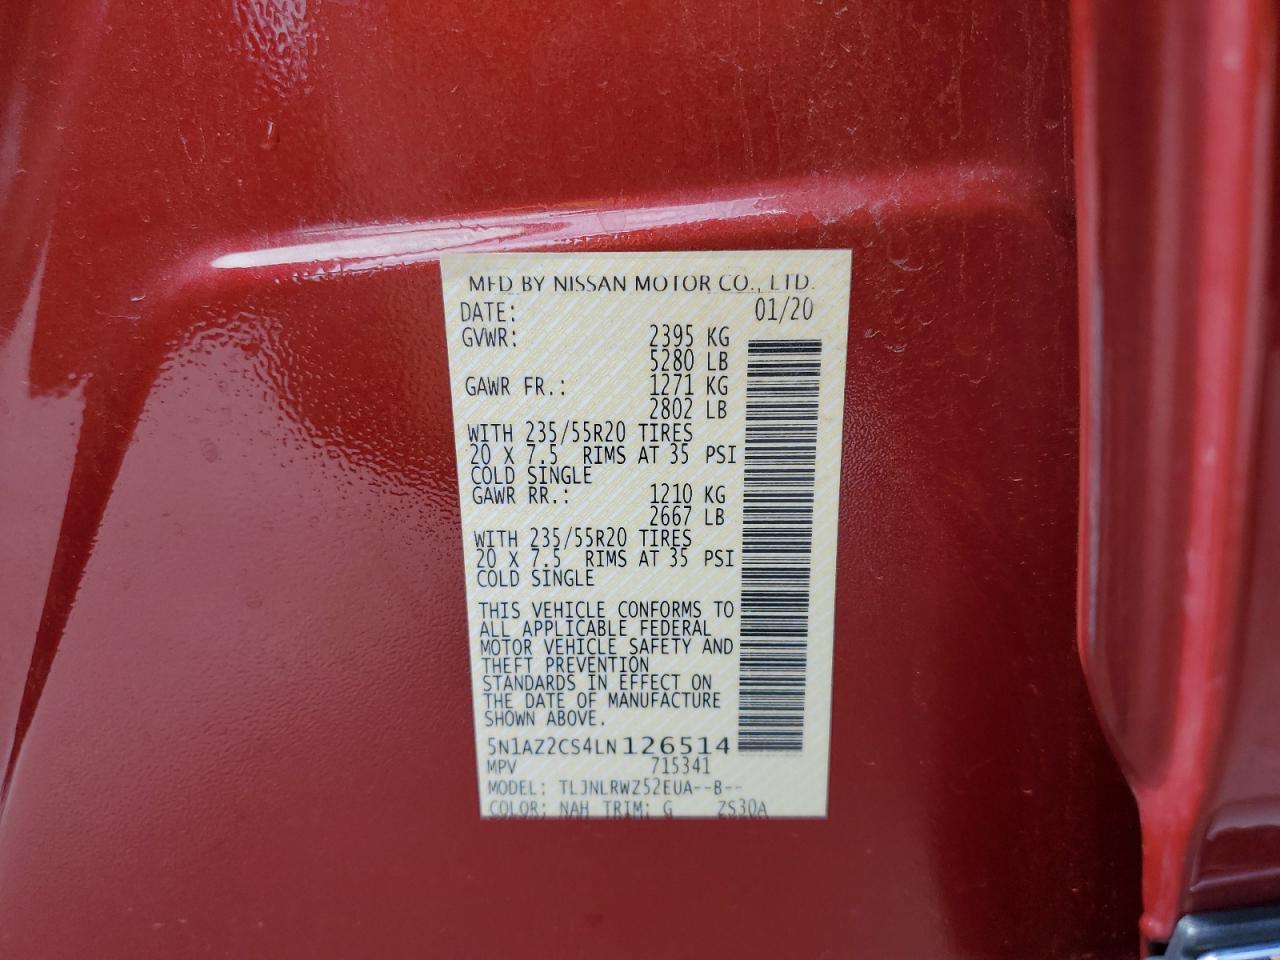 MFD BY NISSAN MOTOR CO., LTD.
DATE: 01/20
GVWR: 2395 KG
5280 LB
GAWR FR.: 1271 KG
2802 LB
WITH 235/55R20 TIRES
20 X 7.5 RIMS AT 35 PSI
COLD SINGLE
GAWR RR.: 1210 KG
2667 LB
WITH 235/55R20 TIRES
20 X 7.5 RIMS AT 35 PSI
COLD SINGLE
THIS VEHICLE CONFORMS TO
ALL APPLICABLE FEDERAL
MOTOR VEHICLE SAFETY AND
THEFT PREVENTION
STANDARDS IN EFFECT ON
THE DATE OF MANUFACTURE
SHOWN ABOVE.
5N1AZ2CS4LN126514
MPV 715341
MODEL: TLJNLRWZ52EUA--B--
COLOR: NAH TRIM: G ZS30A